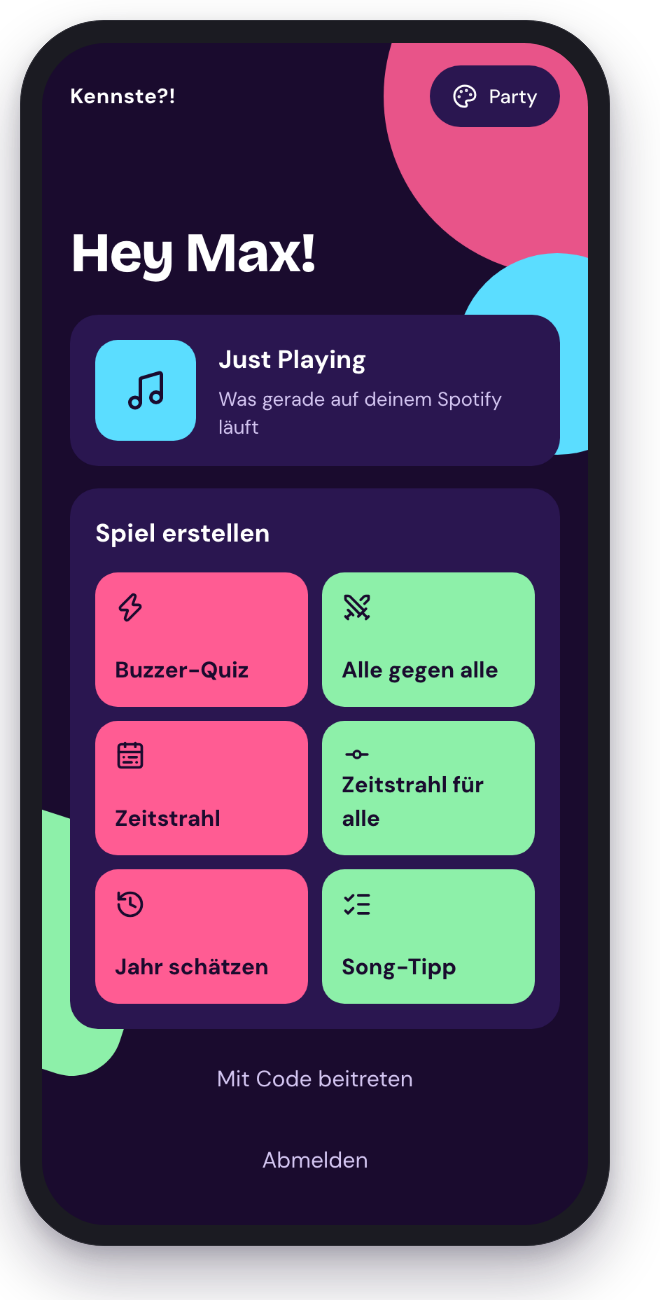 Kennste?!
Party
Hey Max!
Just Playing
Was gerade auf deinem Spotify
läuft
Spiel erstellen
Buzzer-Quiz
Alle gegen alle
Zeitstrahl
Zeitstrahl für
alle
Jahr schätzen
Song-Tipp
Mit Code beitreten
Abmelden